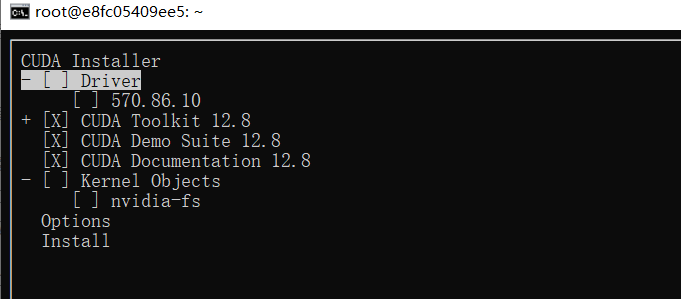 root@e8fc05409ee5: ~
CUDA Installer
- [ ] Driver
[ ] 570.86.10
+ [X] CUDA Toolkit 12.8
[X] CUDA Demo Suite 12.8
[X] CUDA Documentation 12.8
- [ ] Kernel Objects
[ ] nvidia-fs
Options
Install